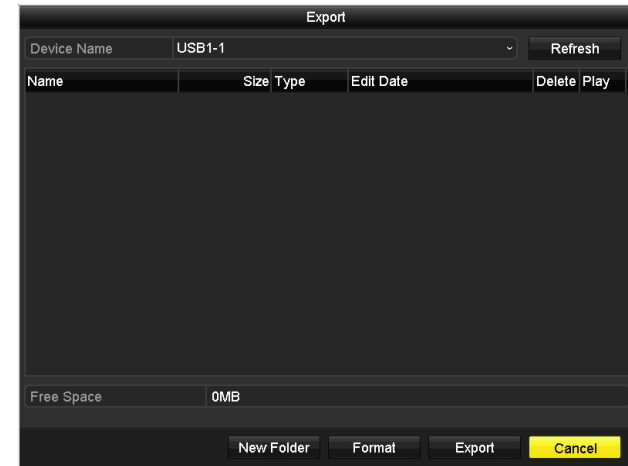 Export
Device Name USB1-1 Refresh
Name Size Type Edit Date Delete Play
Free Space 0MB
New Folder Format Export Cancel